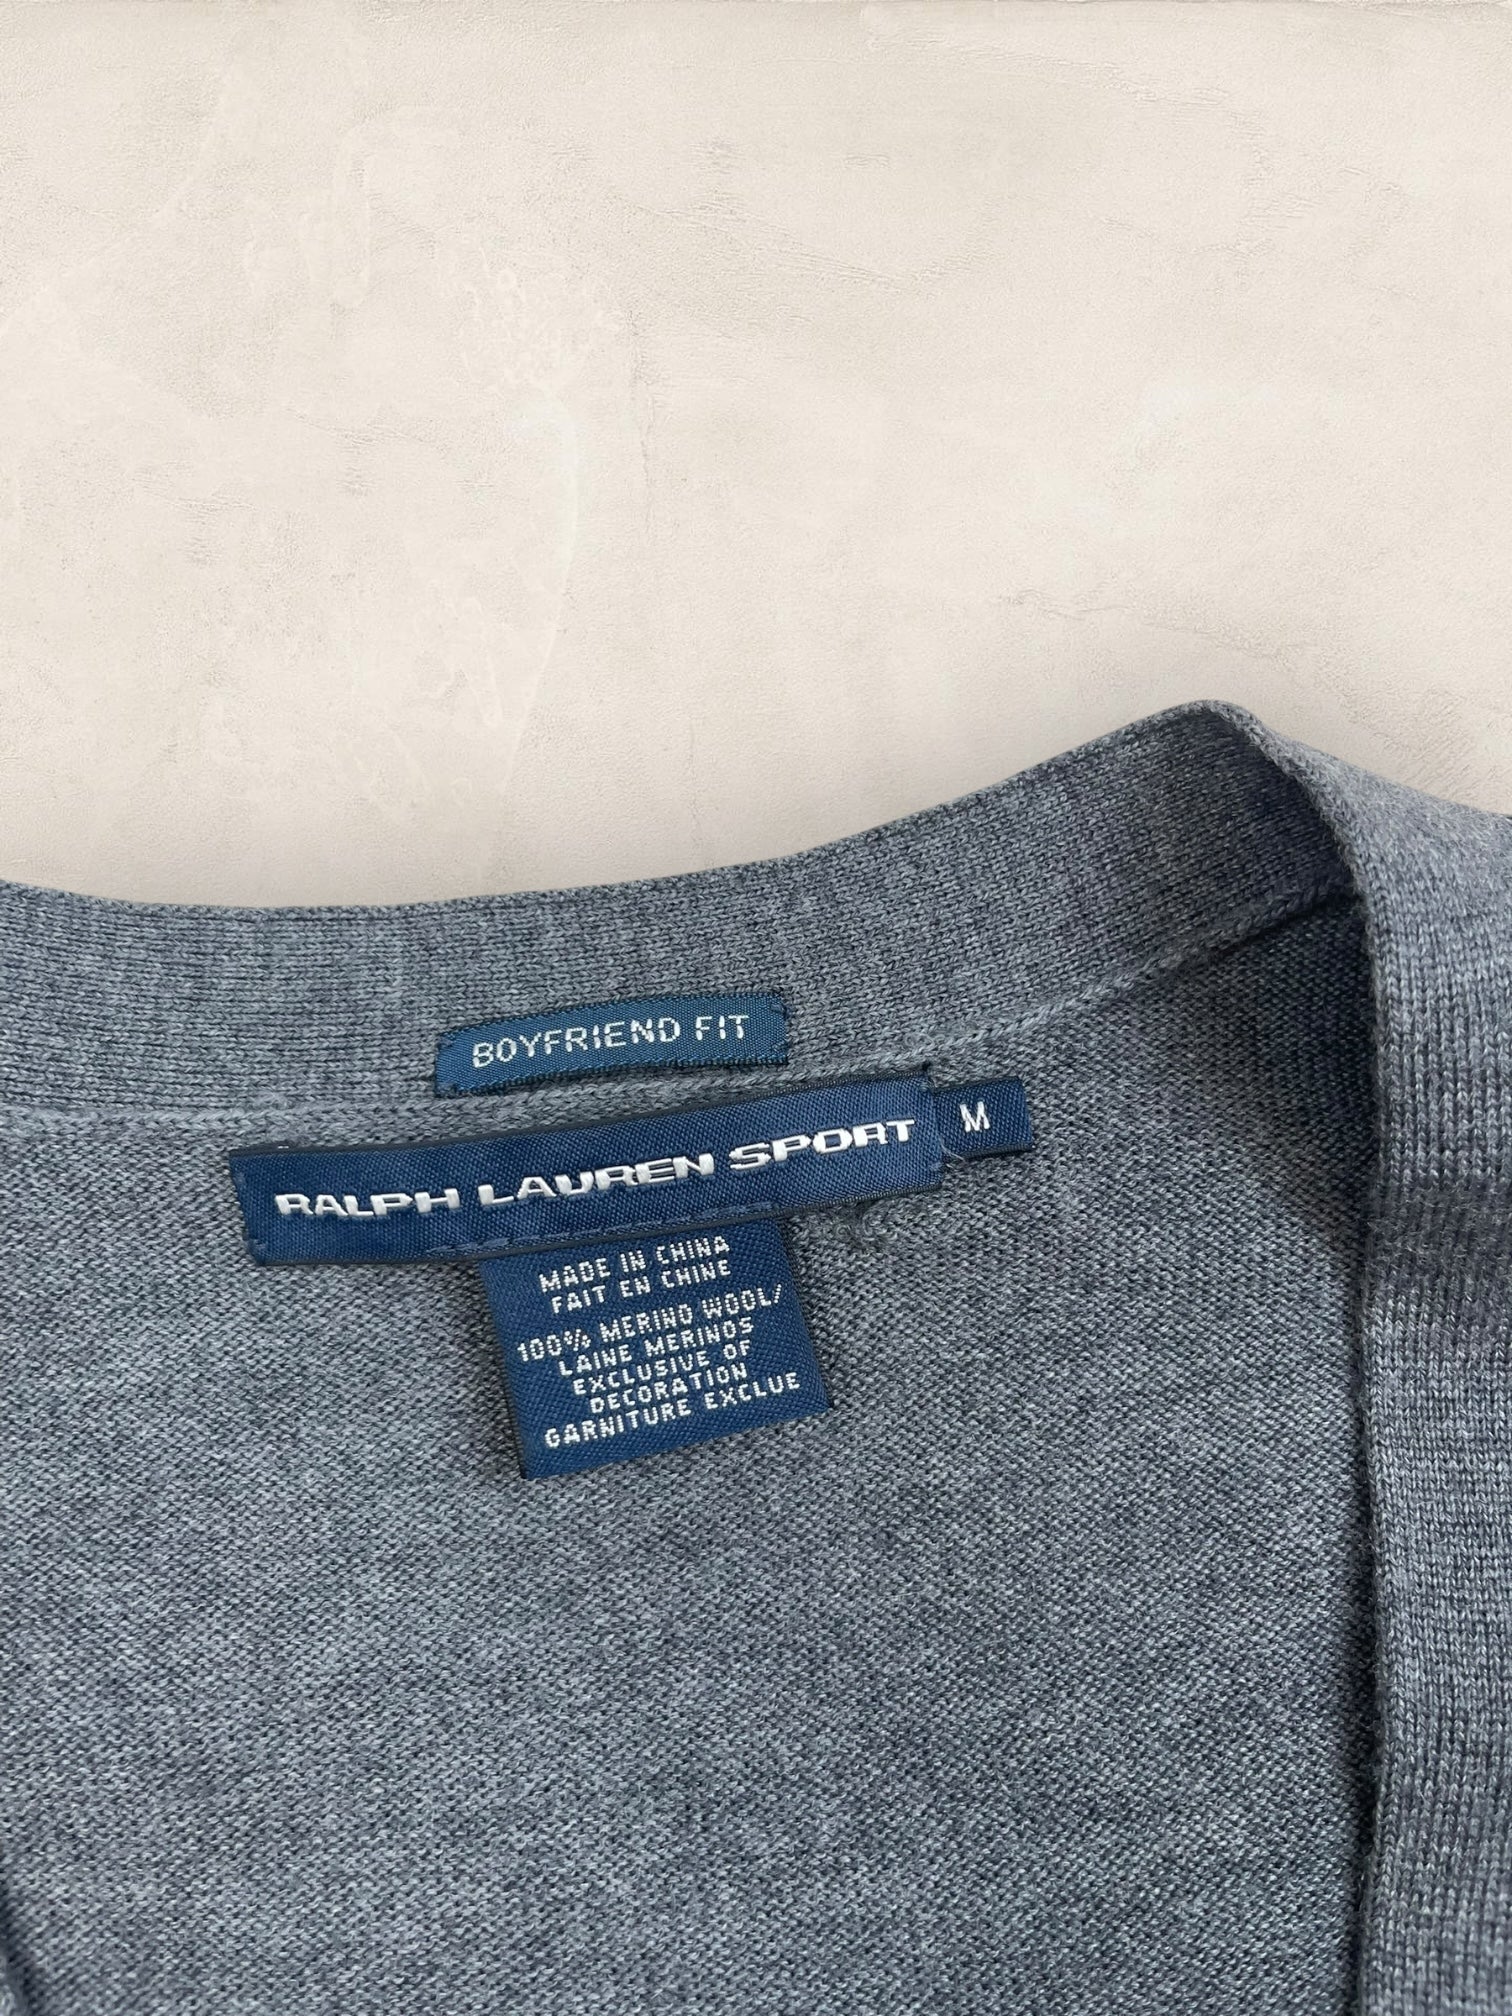 BOYFRIEND FIT
RALPH LAUREN SPORT
M
MADE IN CHINA
FAIT EN CHINE
100% MERINO WOOL/
LAINE MERINOS
EXCLUSIVE OF
DECORATION
GARNITURE EXCLUE